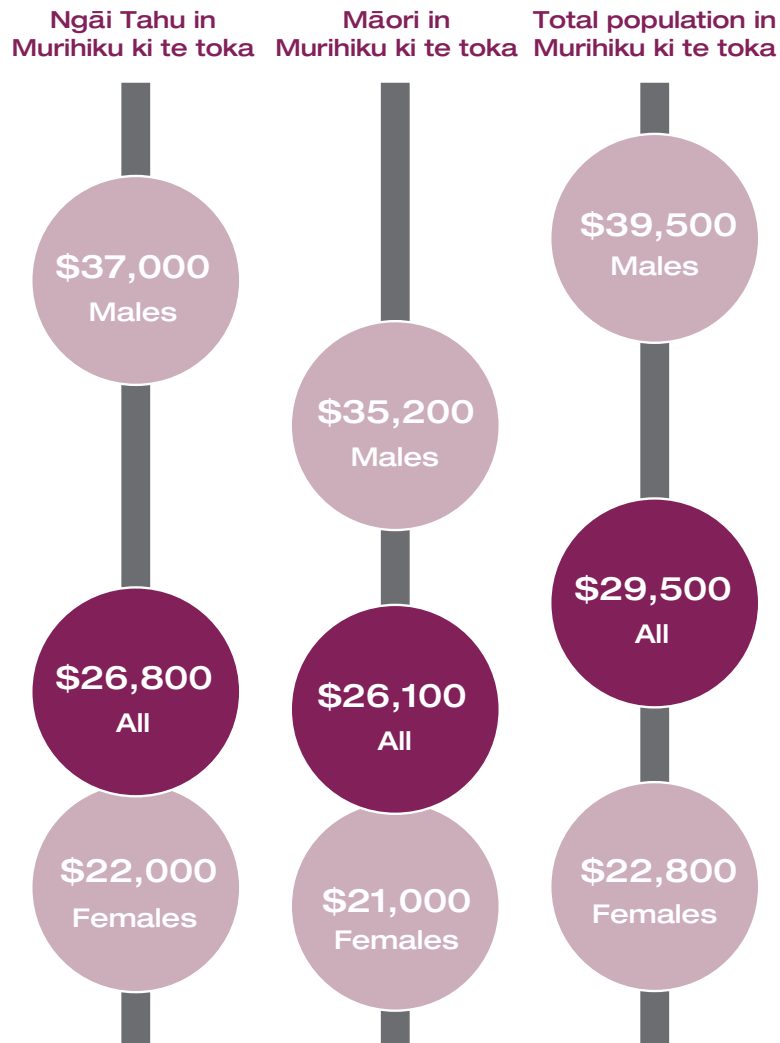 Ngāi Tahu in
Murihiku ki te toka
$37,000
Males
$26,800
All
$22,000
Females
Māori in
Murihiku ki te toka
$35,200
Males
$26,100
All
$21,000
Females
Total population in
Murihiku ki te toka
$39,500
Males
$29,500
All
$22,800
Females